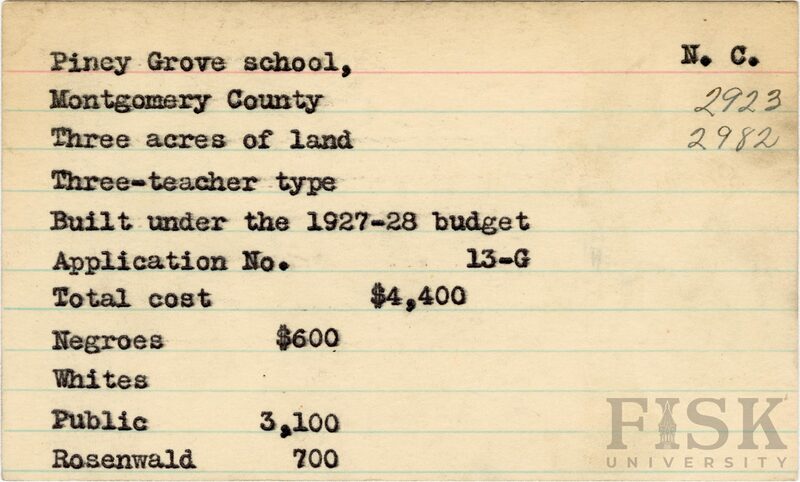 Piney Grove school, N. C.
Montgomery County 2923
Three acres of land 2982
Three-teacher type
Built under the 1927-28 budget
Application No. 13-G
Total cost $4,400
Negroes $600
Whites
Public 3,100
Rosenwald 700
FISK
UNIVERSITY